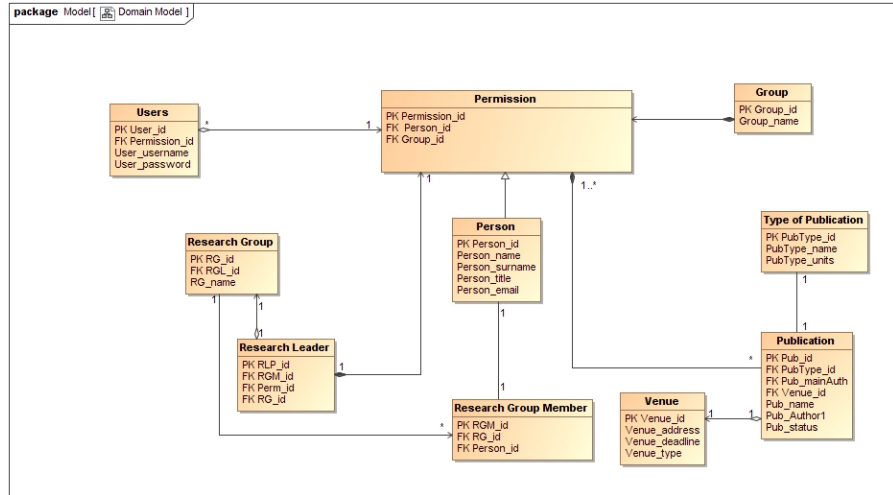 package Model[ Domain Model ]
Permission
PK Permission_id
FK Person_id
FK Group_id
Group
PK Group_id
Group_name
Users
PK User_id
FK Permission_id
User_username
User_password
*
1
1
1..*
Person
PK Person_id
Person_name
Person_surname
Person_title
Person_email
Type of Publication
PK PubType_id
PubType_name
PubType_units
Research Group
PK RG_id
FK RGL_id
RG_name
1
1
1
1
1
1
Research Leader
PK RLP_id
FK RGM_id
FK Perm_id
FK RG_id
1
Publication
PK Pub_id
FK PubType_id
FK Pub_mainAuth
FK Venue_id
Pub_name
Pub_Author1
Pub_status
*
1
Research Group Member
PK RGM_id
FK RG_id
FK Person_id
*
Venue
PK Venue_id
Venue_address
Venue_deadline
Venue_type
1
1